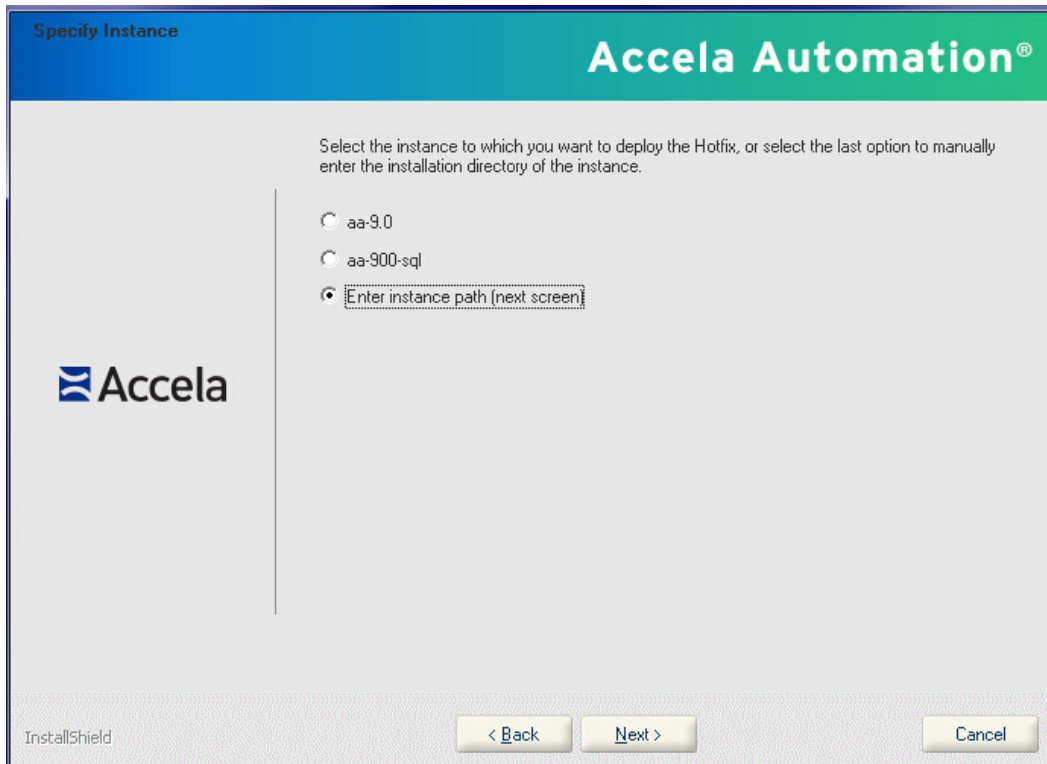 Specify Instance
Accela Automation®
Select the instance to which you want to deploy the Hotfix, or select the last option to manually
enter the installation directory of the instance.
aa-9.0
aa-900-sql
Enter instance path (next screen)
Accela
InstallShield
< Back
Next >
Cancel